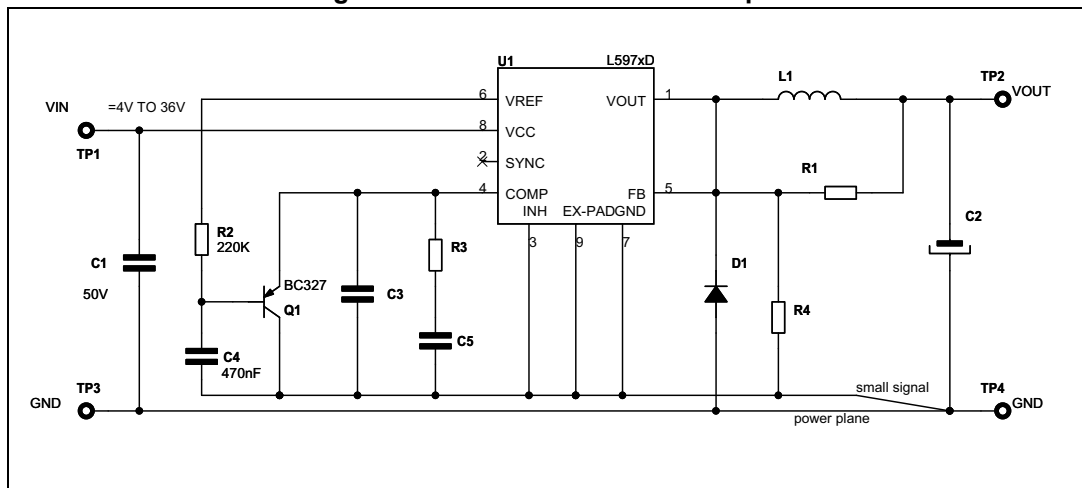 U1 L597xD
L1
TP2
VIN =4V TO 36V
6 VREF VOUT 1
VOUT
8 VCC
TP1
2 SYNC
R1
4 COMP FB 5
INH EX-PADGND
3 9 7
C2
R2
220K
R3
D1
C1
50V
BC327
Q1
C3
R4
C4
470nF
C5
TP3
GND
small signal
TP4
GND
power plane